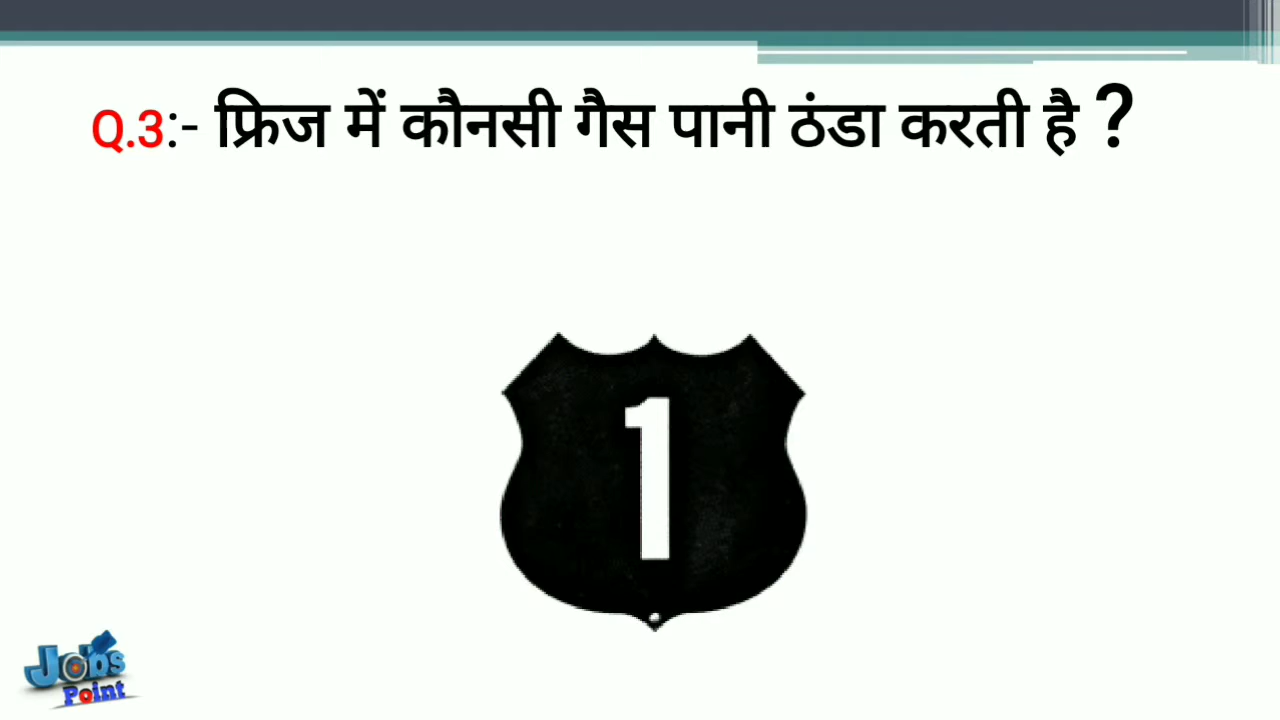 Q.3:- फ्रिज में कौनसी गैस पानी ठंडा करती है ?
1
Jobs
Point